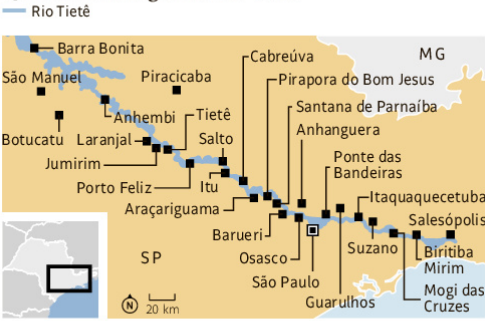 Rio Tietê
Barra Bonita
Cabreúva
MG
São Manuel
Piracicaba
Pirapora do Bom Jesus
Santana de Parnaíba
Anhembi
Tietê
Anhanguera
Botucatu
Laranjal
Salto
Ponte das
Bandeiras
Jumirim
Porto Feliz
Itu
Itaquaquecetuba
Araçariguama
Salesópolis
Barueri
SP
Osasco
Suzano
Biritiba
Mirim
São Paulo
Guarulhos
Mogi das
Cruzes
N
20 km